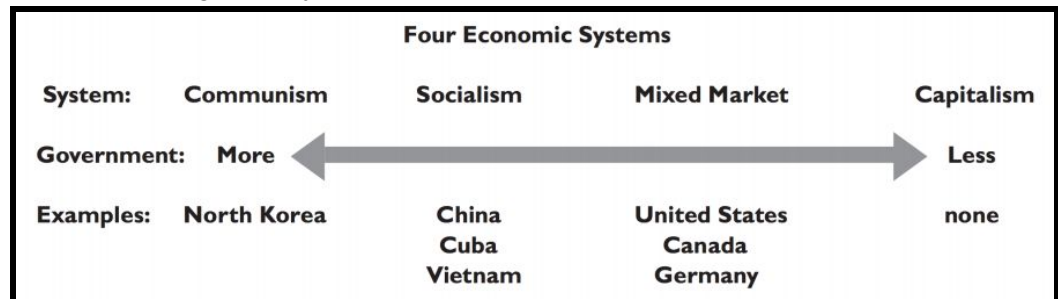 Four Economic Systems
System: Communism Socialism Mixed Market Capitalism
Government: More Less
Examples: North Korea China United States none
Cuba Canada
Vietnam Germany